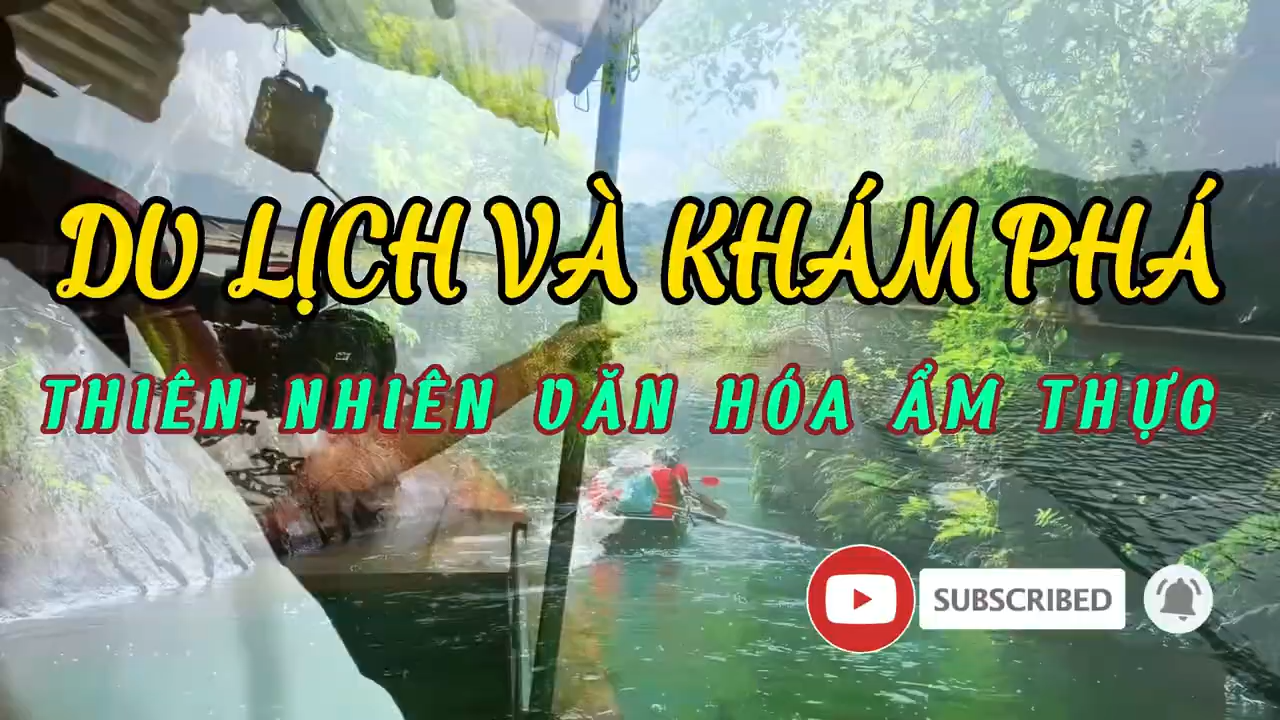 DU LỊCH VÀ KHÁM PHÁ
THIÊN NHIÊN VĂN HÓA ẨM THỰC
SUBSCRIBED